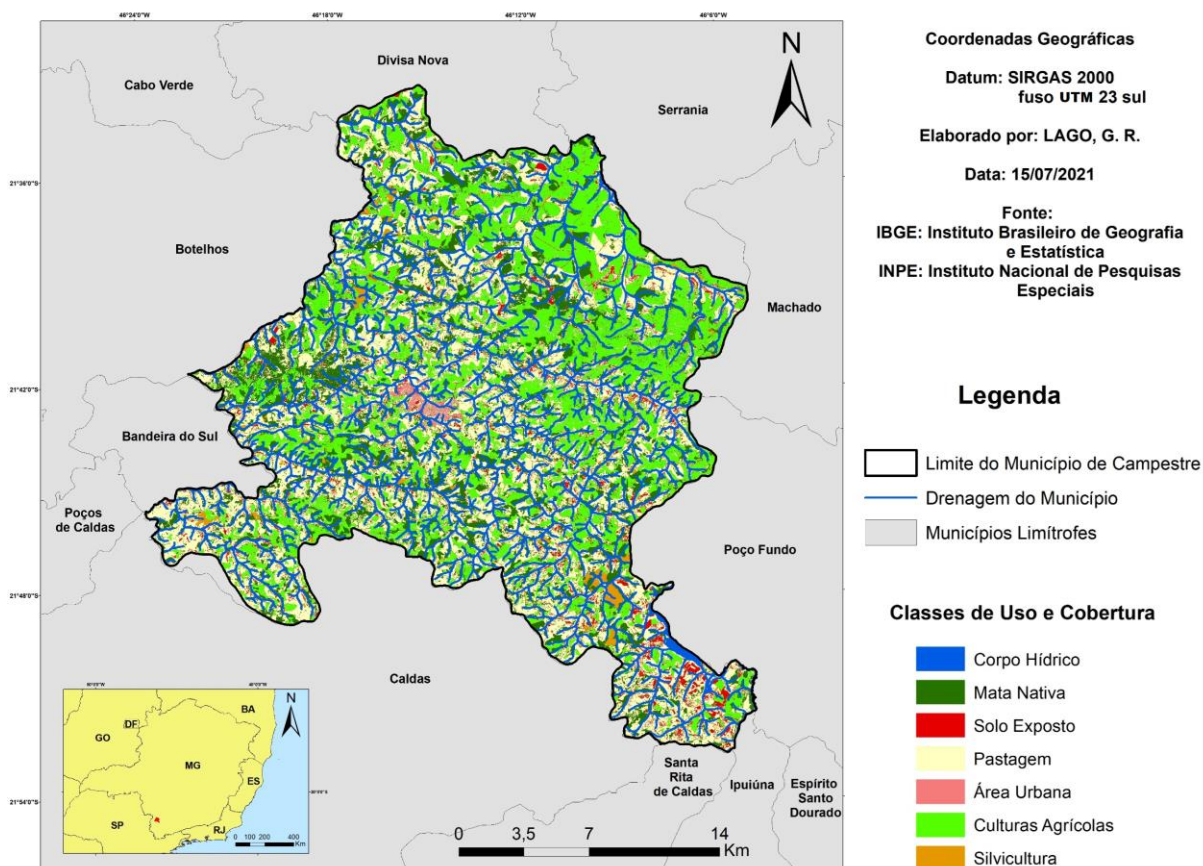 46°24'0"W
46°18'0"W
46°12'0"W
46°6'0"W
N
Divisa Nova
Cabo Verde
Serrania
21°36'0"S
Botelhos
Machado
21°42'0"S
Bandeira do Sul
Poços
de Caldas
Poço Fundo
21°48'0"S
Caldas
Santa
Rita
de Caldas
Ipuiúna
Espírito
Santo
Dourado
21°54'0"S
0 3,5 7 14
Km
N
BA
DF
GO
MG
ES
SP
RJ
0 100 200 400
Km
Coordenadas Geográficas
Datum: SIRGAS 2000
fuso UTM 23 sul
Elaborado por: LAGO, G. R.
Data: 15/07/2021
Fonte:
IBGE: Instituto Brasileiro de Geografia
e Estatística
INPE: Instituto Nacional de Pesquisas
Especiais
Legenda
Limite do Município de Campestre
Drenagem do Município
Municípios Limítrofes
Classes de Uso e Cobertura
Corpo Hídrico
Mata Nativa
Solo Exposto
Pastagem
Área Urbana
Culturas Agrícolas
Silvicultura